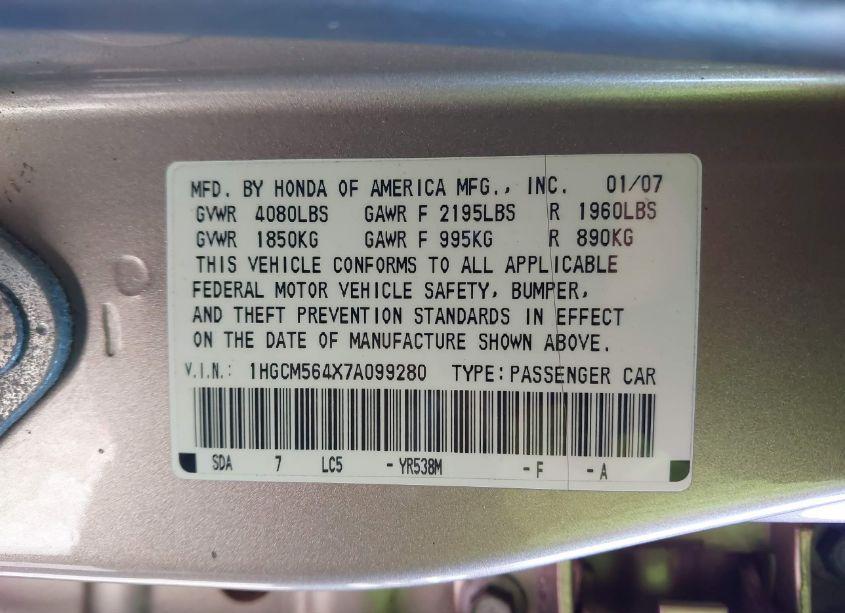 MFD. BY HONDA OF AMERICA MFG., INC. 01/07
GVWR 4080LBS GAWR F 2195LBS R 1960LBS
GVWR 1850KG GAWR F 995KG R 890KG
THIS VEHICLE CONFORMS TO ALL APPLICABLE
FEDERAL MOTOR VEHICLE SAFETY, BUMPER,
AND THEFT PREVENTION STANDARDS IN EFFECT
ON THE DATE OF MANUFACTURE SHOWN ABOVE.
V.I.N.: 1HGCM564X7A099280 TYPE:PASSENGER CAR
SDA 7 LC5 -YR538M -F -A